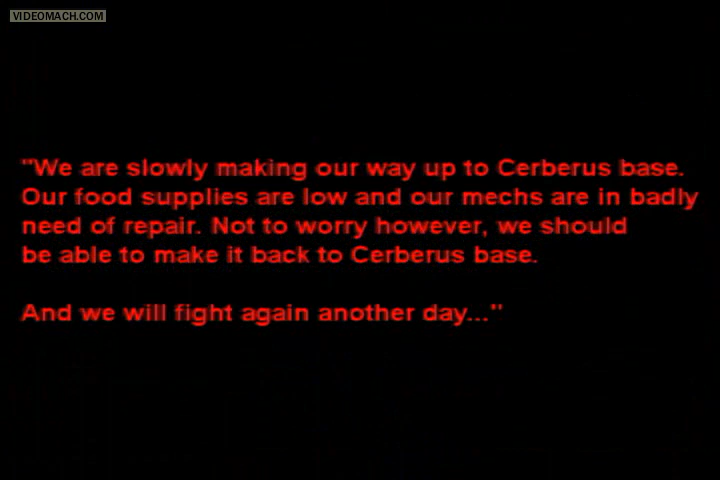 VIDEOMACH.COM
"We are slowly making our way up to Cerberus base.
Our food supplies are low and our mechs are in badly
need of repair. Not to worry however, we should
be able to make it back to Cerberus base.
And we will fight again another day..."